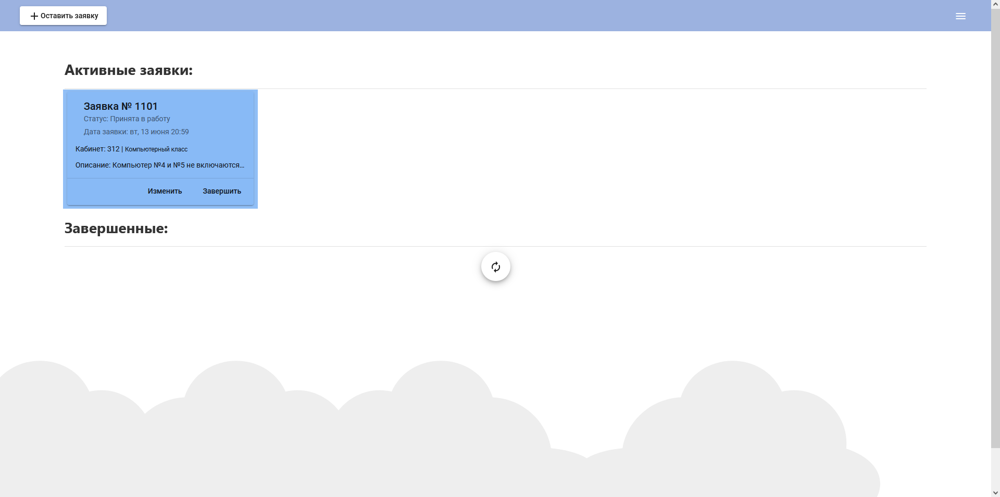 Оставить заявку
Активные заявки:
Заявка № 1101
Статус: Принята в работу
Дата заявки: вт, 13 июня 20:59
Кабинет: 312 | Компьютерный класс
Описание: Компьютер №4 и №5 не включаются...
Изменить Завершить
Завершенные: